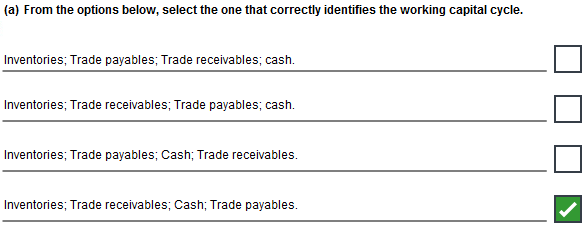 (a) From the options below, select the one that correctly identifies the working capital cycle.
Inventories; Trade payables; Trade receivables; cash.
Inventories; Trade receivables; Trade payables; cash.
Inventories; Trade payables; Cash; Trade receivables.
Inventories; Trade receivables; Cash; Trade payables.